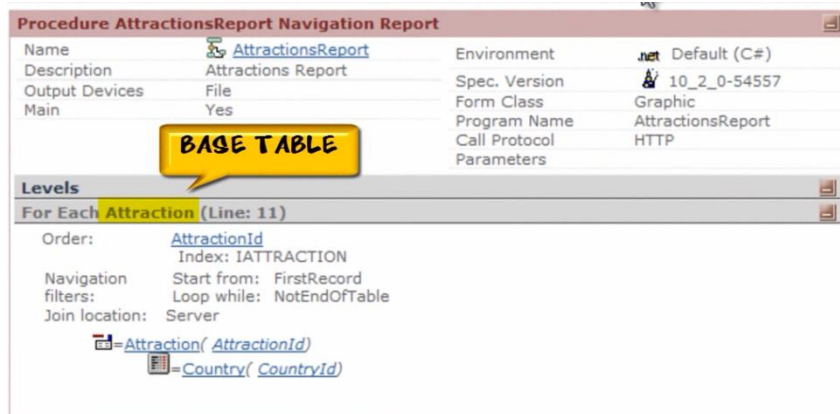 Procedure AttractionsReport Navigation Report
Name AttractionsReport
Description Attractions Report
Output Devices File
Main Yes
Environment .net Default (C#)
Spec. Version 10_2_0-54557
Form Class Graphic
Program Name AttractionsReport
Call Protocol HTTP
Parameters
BASE TABLE
Levels
For Each Attraction (Line: 11)
Order: AttractionId
Index: IATTRACTION
Navigation filters: Start from: FirstRecord
Loop while: NotEndOfTable
Join location: Server
=Attraction( AttractionId)
=Country( CountryId)